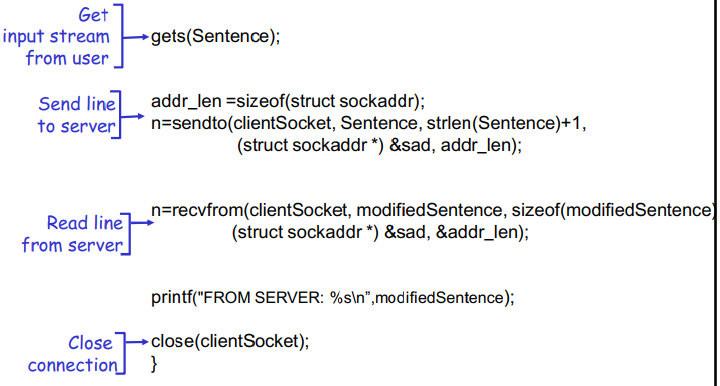 Get
input stream
from user
gets(Sentence);
Send line
to server
addr_len =sizeof(struct sockaddr);
n=sendto(clientSocket, Sentence, strlen(Sentence)+1,
(struct sockaddr *) &sad, addr_len);
Read line
from server
n=recvfrom(clientSocket, modifiedSentence, sizeof(modifiedSentence)
(struct sockaddr *) &sad, &addr_len);
printf("FROM SERVER: %s\n”,modifiedSentence);
Close
connection
close(clientSocket);
}